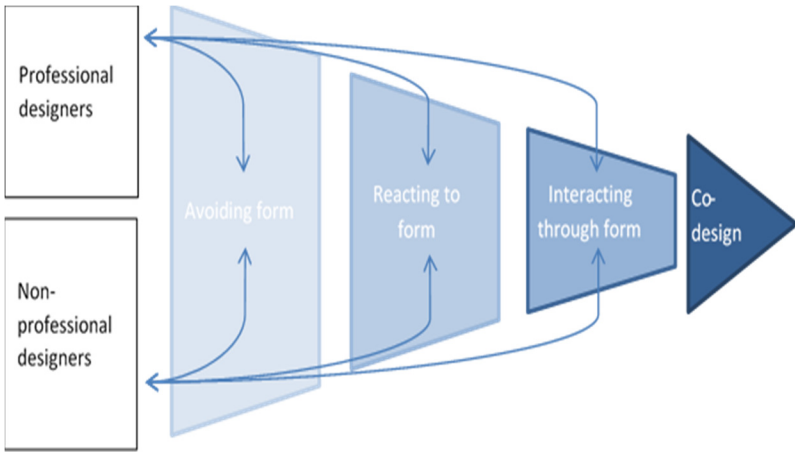 Professional
designers
Non-
professional
designers
Avoiding form
Reacting to
form
Interacting
through form
Co-
design